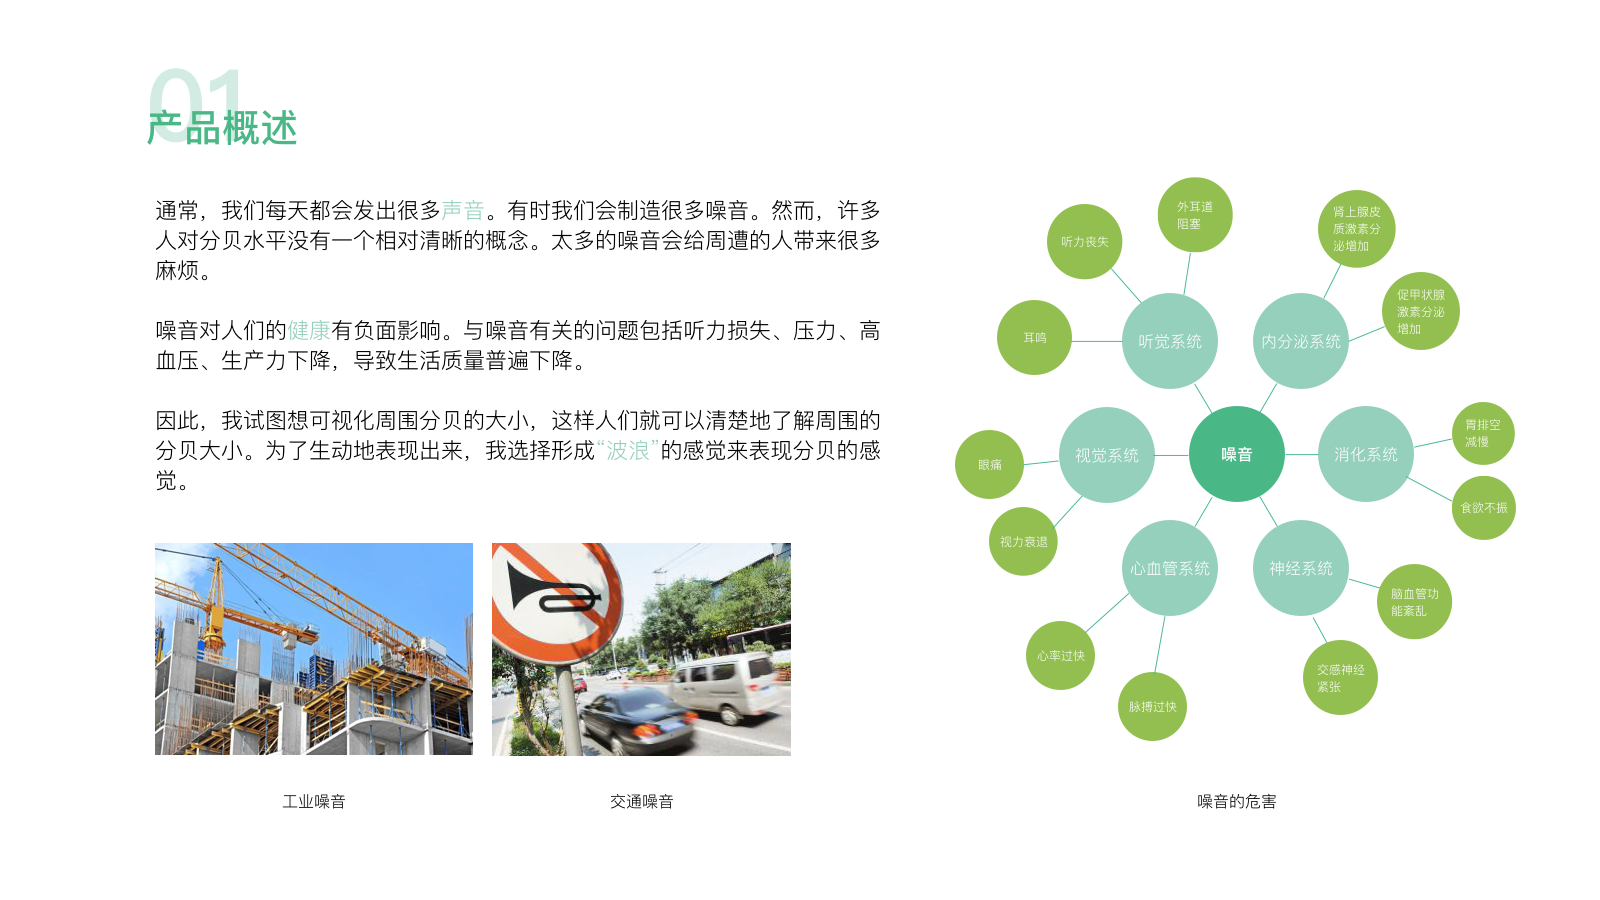 01
产品概述
通常，我们每天都会发出很多声音。有时我们会制造很多噪音。然而，许多
人对分贝水平没有一个相对清晰的概念。太多的噪音会给周遭的人带来很多
麻烦。
噪音对人们的健康有负面影响。与噪音有关的问题包括听力损失、压力、高
血压、生产力下降，导致生活质量普遍下降。
因此，我试图想可视化周围分贝的大小，这样人们就可以清楚地了解周围的
分贝大小。为了生动地表现出来，我选择形成“波浪”的感觉来表现分贝的感
觉。
工业噪音
交通噪音
外耳道
阻塞
听力丧失
耳鸣
听觉系统
肾上腺皮
质激素分
泌增加
促甲状腺
激素分泌
增加
内分泌系统
眼痛
视力衰退
视觉系统
噪音
消化系统
胃排空
减慢
食欲不振
心血管系统
心率过快
脉搏过快
神经系统
脑血管功
能紊乱
交感神经
紧张
噪音的危害